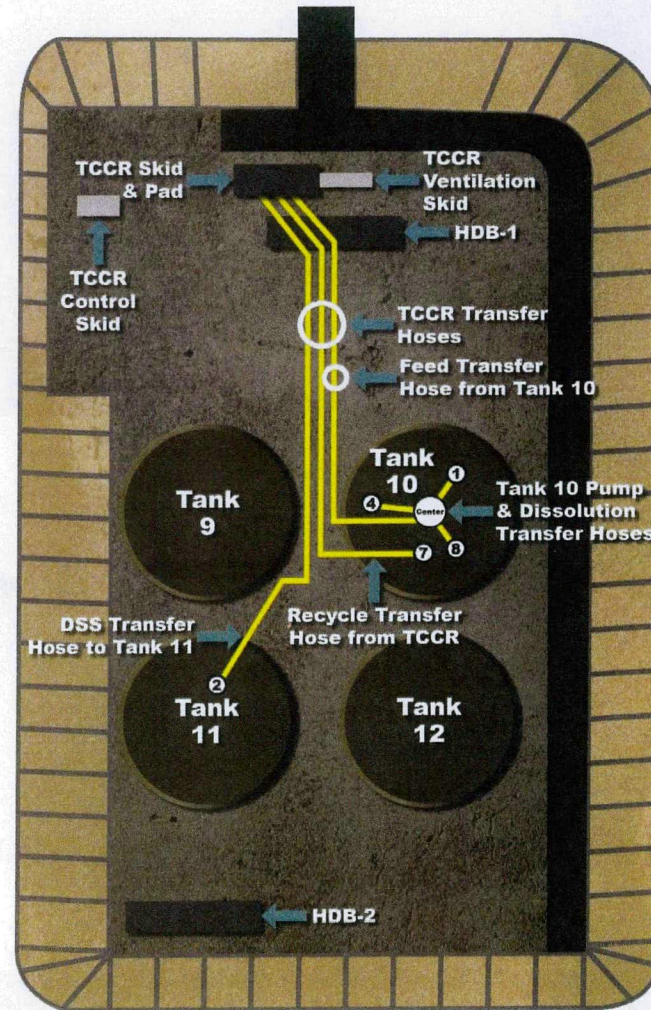 TCCR Skid
& Pad
TCCR
Ventilation
Skid
HDB-1
TCCR
Control
Skid
TCCR Transfer
Hoses
Feed Transfer
Hose from Tank 10
Tank
9
Tank
10
1
4
Center
7
8
Tank 10 Pump
& Dissolution
Transfer Hoses
DSS Transfer
Hose to Tank 11
Recycle Transfer
Hose from TCCR
2
Tank
11
Tank
12
HDB-2